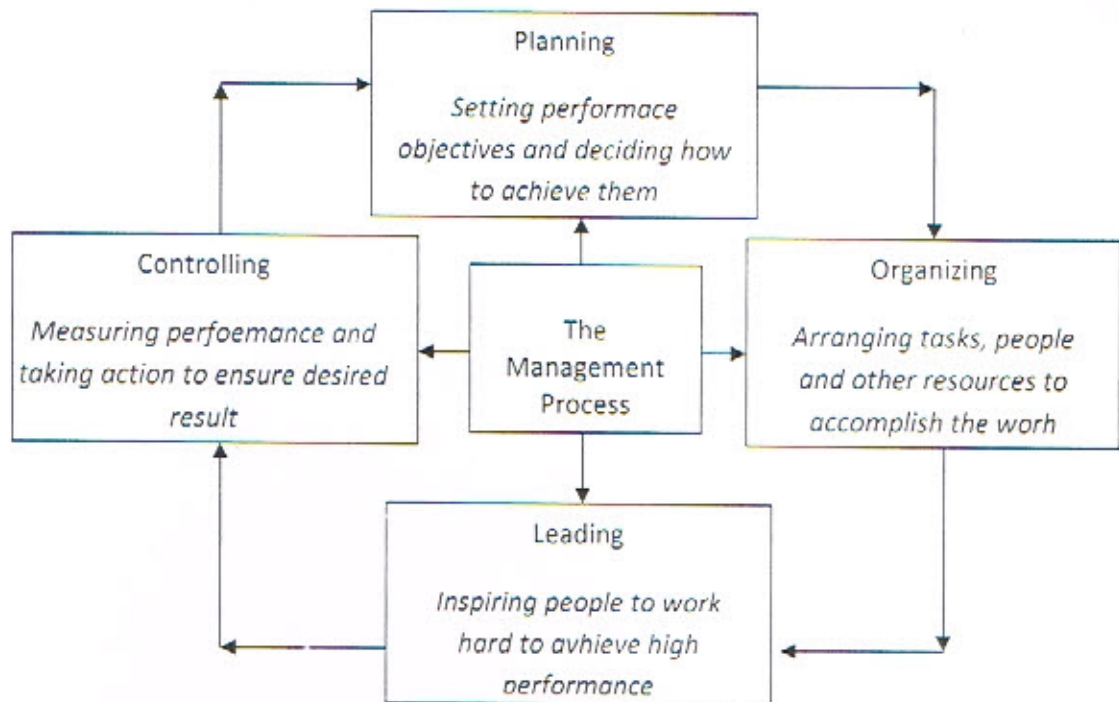 Planning
Setting performace
objectives and deciding how
to achieve them
Controlling
Measuring perfoemance and
taking action to ensure desired
result
The
Management
Process
Organizing
Arranging tasks, people
and other resources to
accomplish the worh
Leading
Inspiring people to work
hard to avhieve high
performance